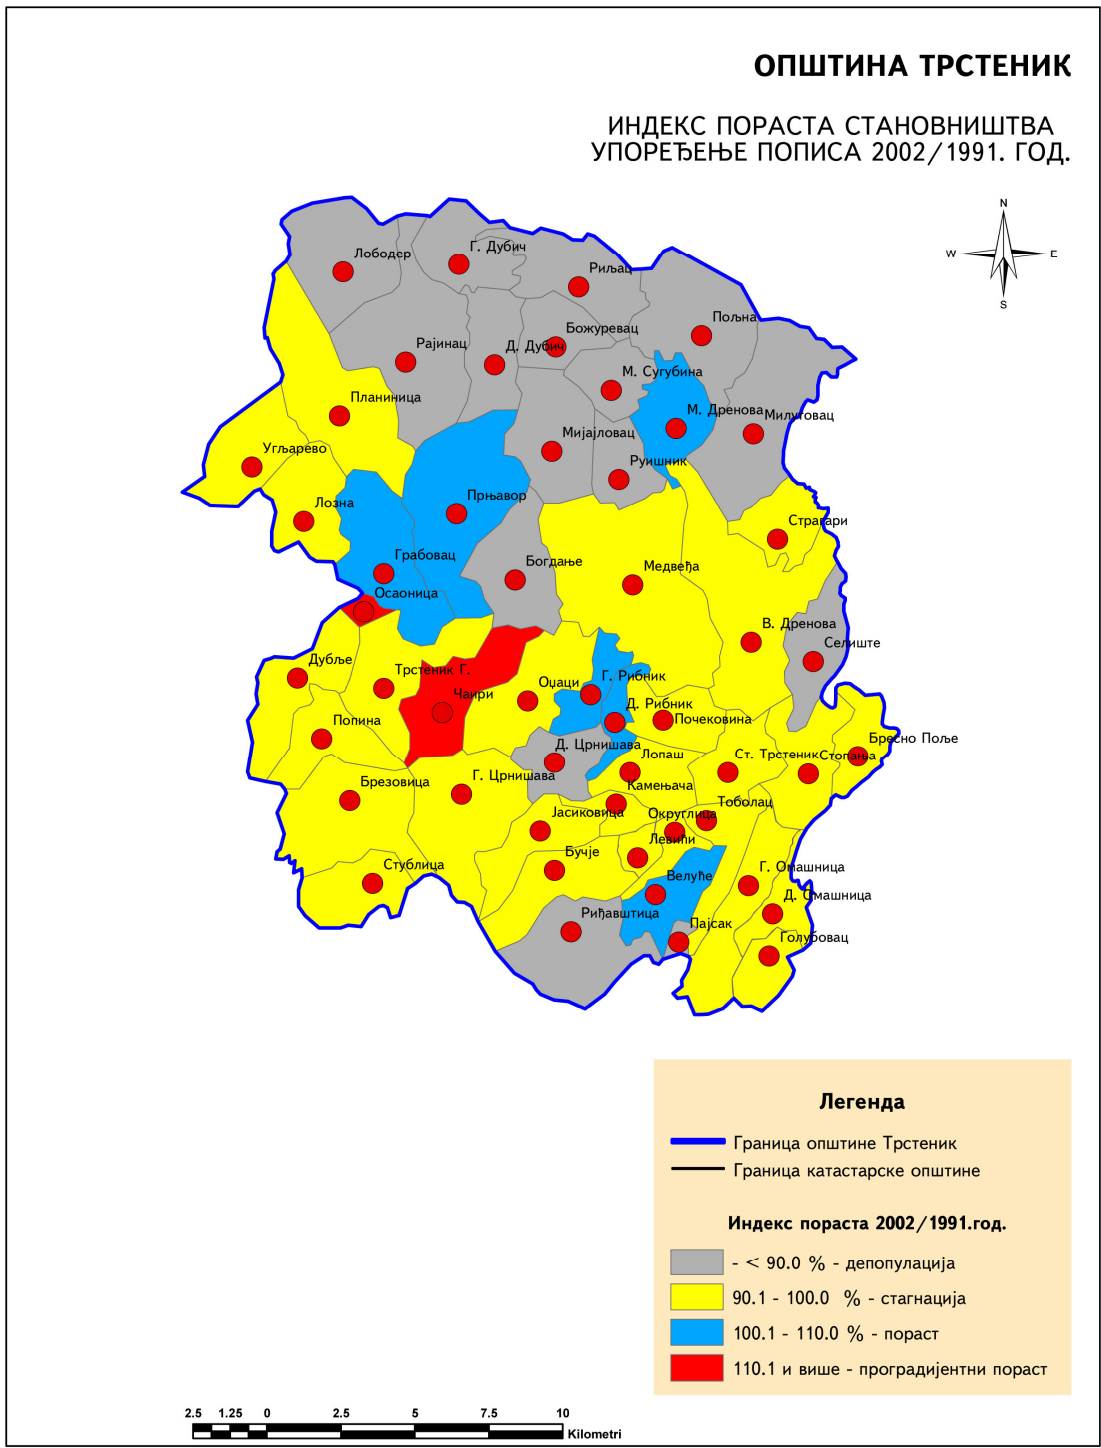 ОПШТИНА ТРСТЕНИК
ИНДЕКС ПОРАСТА СТАНОВНИШТВА
УПОРЕЂЕЊЕ ПОПИСА 2002/1991. ГОД.
N
W
E
S
Лободер
Г. Дубич
Риљац
Пољна
Божуревац
Рајинац
Д. Дубич
М. Сугубина
Планиница
М. Дренова
Милутовац
Мијајловац
Угљарево
Руишник
Прњавор
Лозна
Страгари
Грабовац
Богдање
Медвеђа
Осаоница
В. Дренова
Селиште
Дубље
Трстеник Г.
Оџаци
Г. Рибник
Чаири
Д. Рибник
Попина
Почековина
Бресно Поље
Д. Црнишава
Лопаш
Ст. Трстеник
Стопања
Брезовица
Г. Црнишава
Камењача
Тоболац
Јасиковица
Округлица
Левићи
Бучје
Стублица
Велуће
Г. Омашница
Д. Омашница
Риђавштица
Пајсак
Голубовац
Легенда
Граница општине Трстеник
Граница катастарске општине
Индекс пораста 2002/1991.год.
- < 90.0 % - депопулација
90.1 - 100.0 % - стагнација
100.1 - 110.0 % - пораст
110.1 и више - проградијентни пораст
2.5 1.25 0 2.5 5 7.5 10
Kilometri